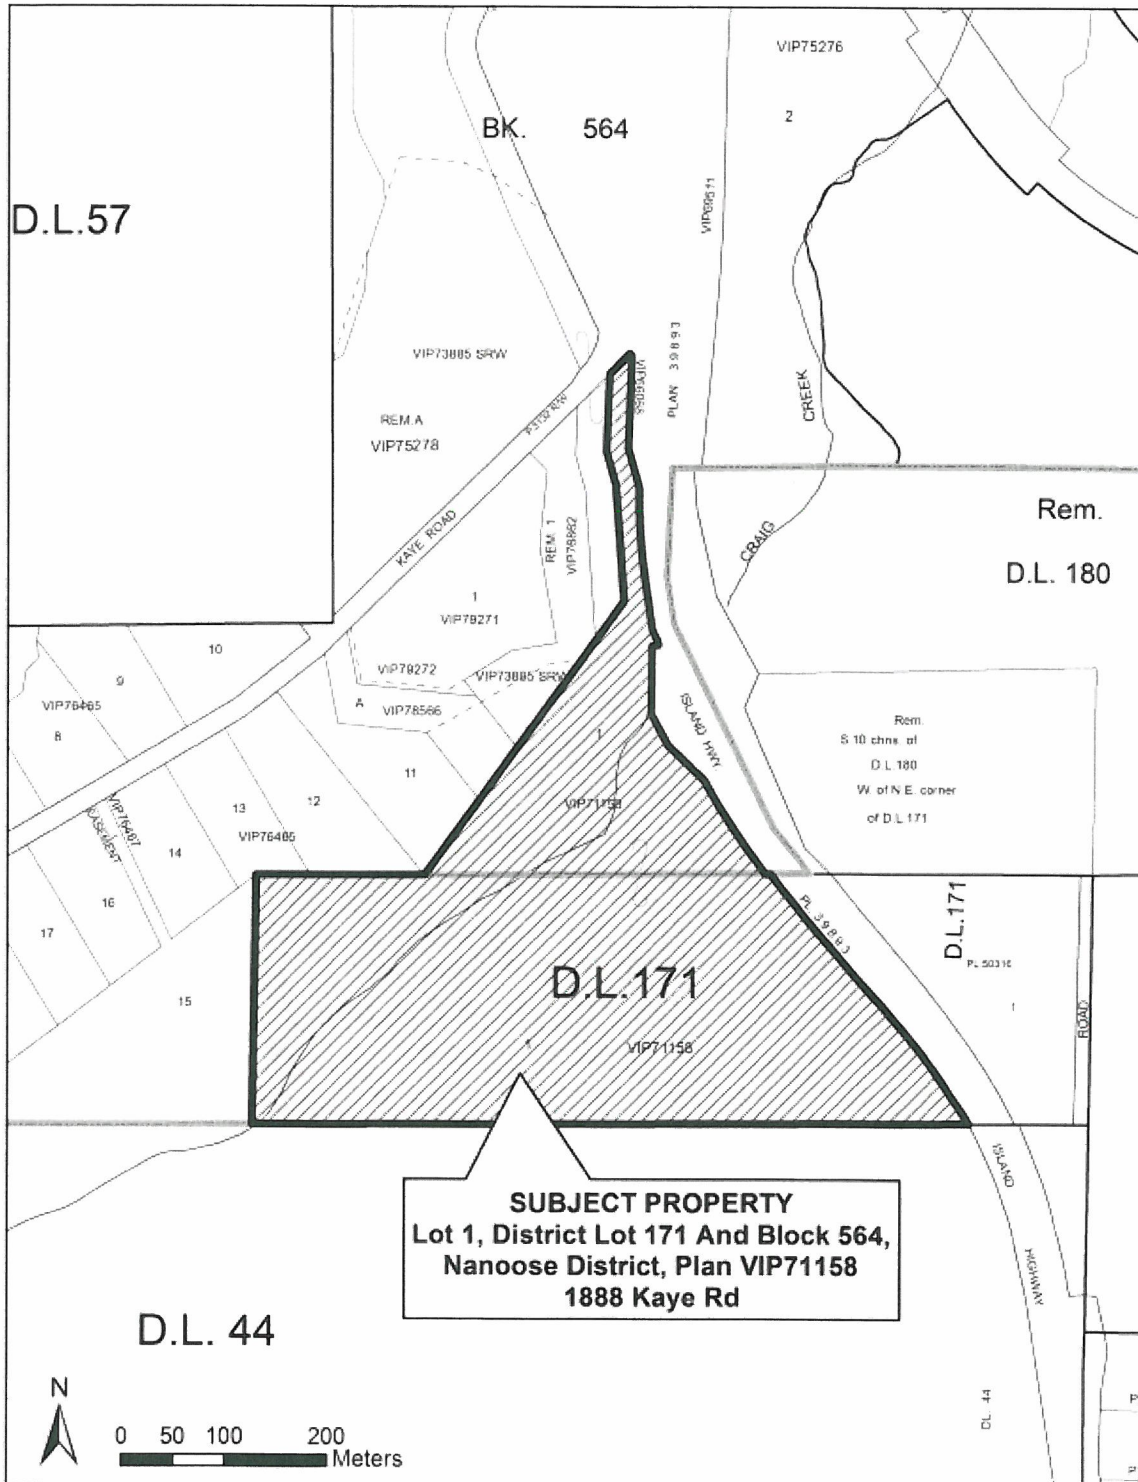 VIP75276
BK. 564
2
D.L.57
VIP69511
VIP73885 SRW
PLAN 39893
CREEK
REM.A
VIP75278
KAYE ROAD
REM. 1
CRAIG
Rem.
D.L. 180
1
VIP79271
10
9
VIP79272
VIP73885 SRW
VIP76465
A
VIP78566
8
ISLAND HWY.
1
Rem.
S.10 chns. of
D.L.180
W. of N.E. corner
of D.L.171
11
12
VIP71158
13
VIP76467
EASEMENT
VIP76465
14
16
17
15
PL 39893
D.L.171
D.L.171
1
ROAD
VIP71158
ISLAND
HIGHWAY
SUBJECT PROPERTY
Lot 1, District Lot 171 And Block 564,
Nanoose District, Plan VIP71158
1888 Kaye Rd
D.L. 44
N
0 50 100 200
Meters
DL. 44
P
P